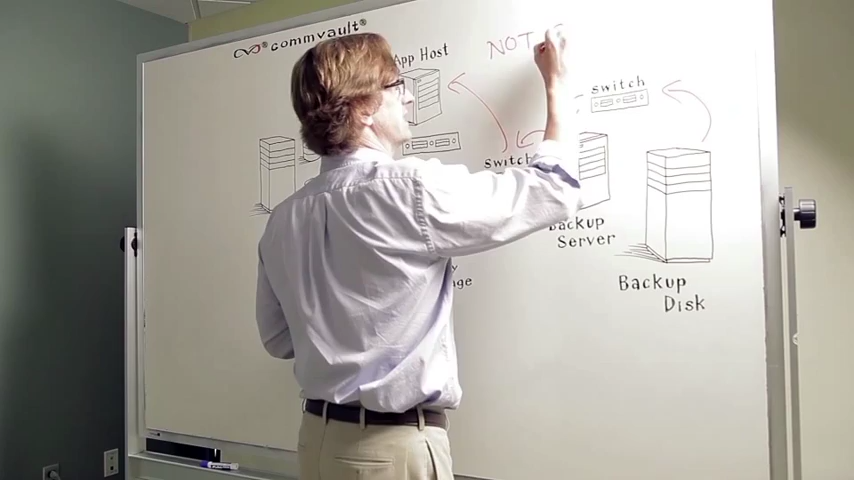 commvault®
App Host
NOT
switch
switch
Backup
Server
Backup
Disk